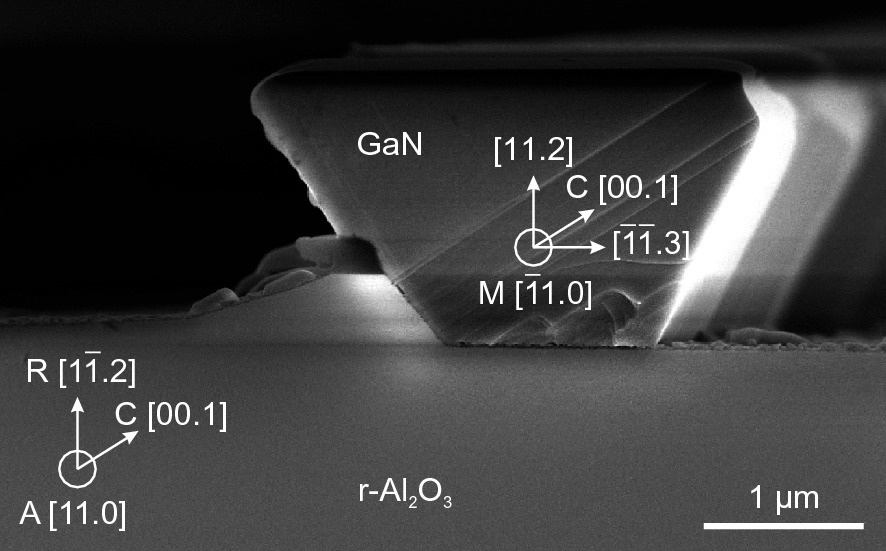 GaN
[11.2]
C [00.1]
[1̅1̅.3]
M [1̅1.0]
R [11̅.2]
C [00.1]
A [11.0]
r-Al₂O₃
1 µm